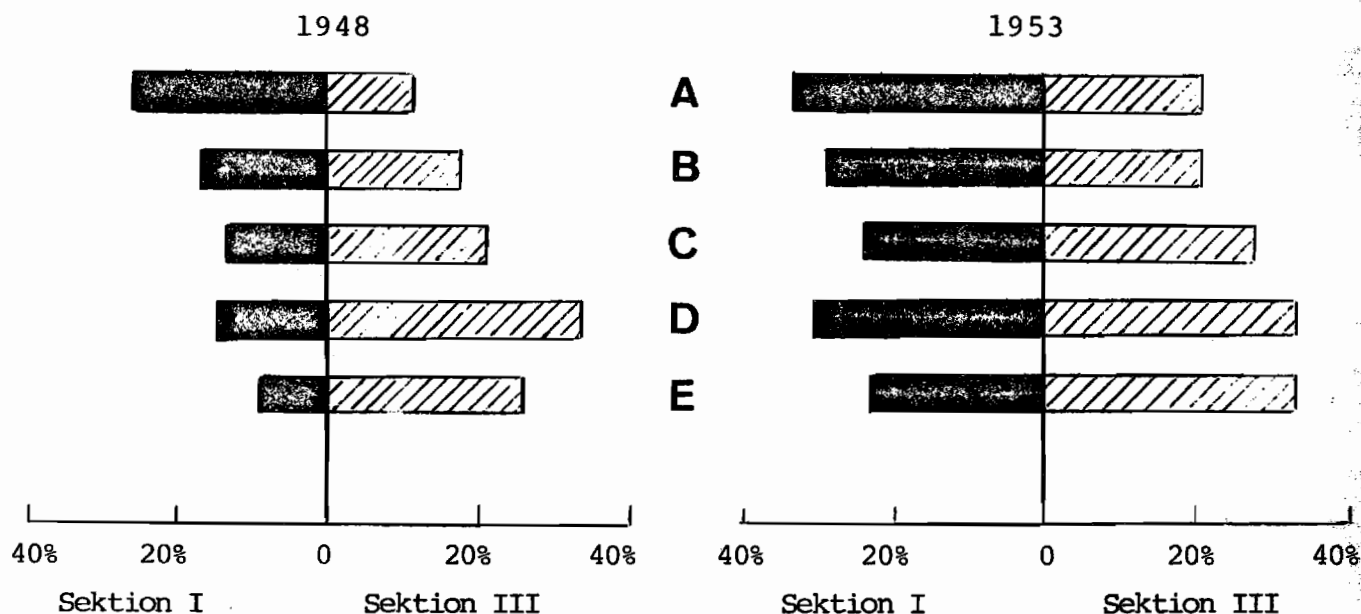 1948 1953
A
B
C
D
E
40% 20% 0 20% 40% 40% 20% 0 20% 40%
Sektion I Sektion III Sektion I Sektion III